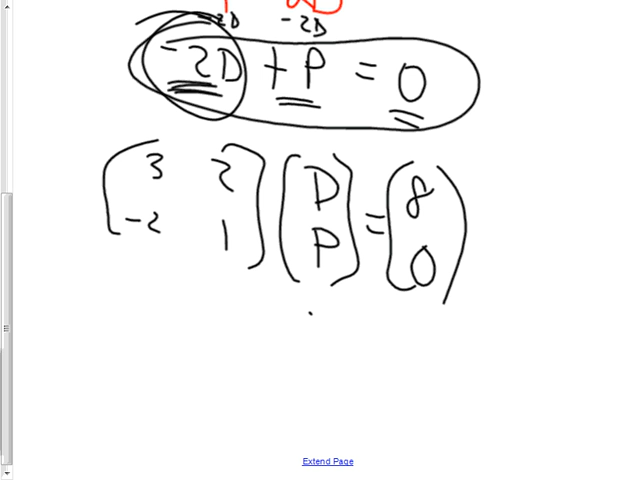 -2D -2D
-2D + P = 0
(3 2) (D) = (8)
(-2 1) (P) (0)
Extend Page